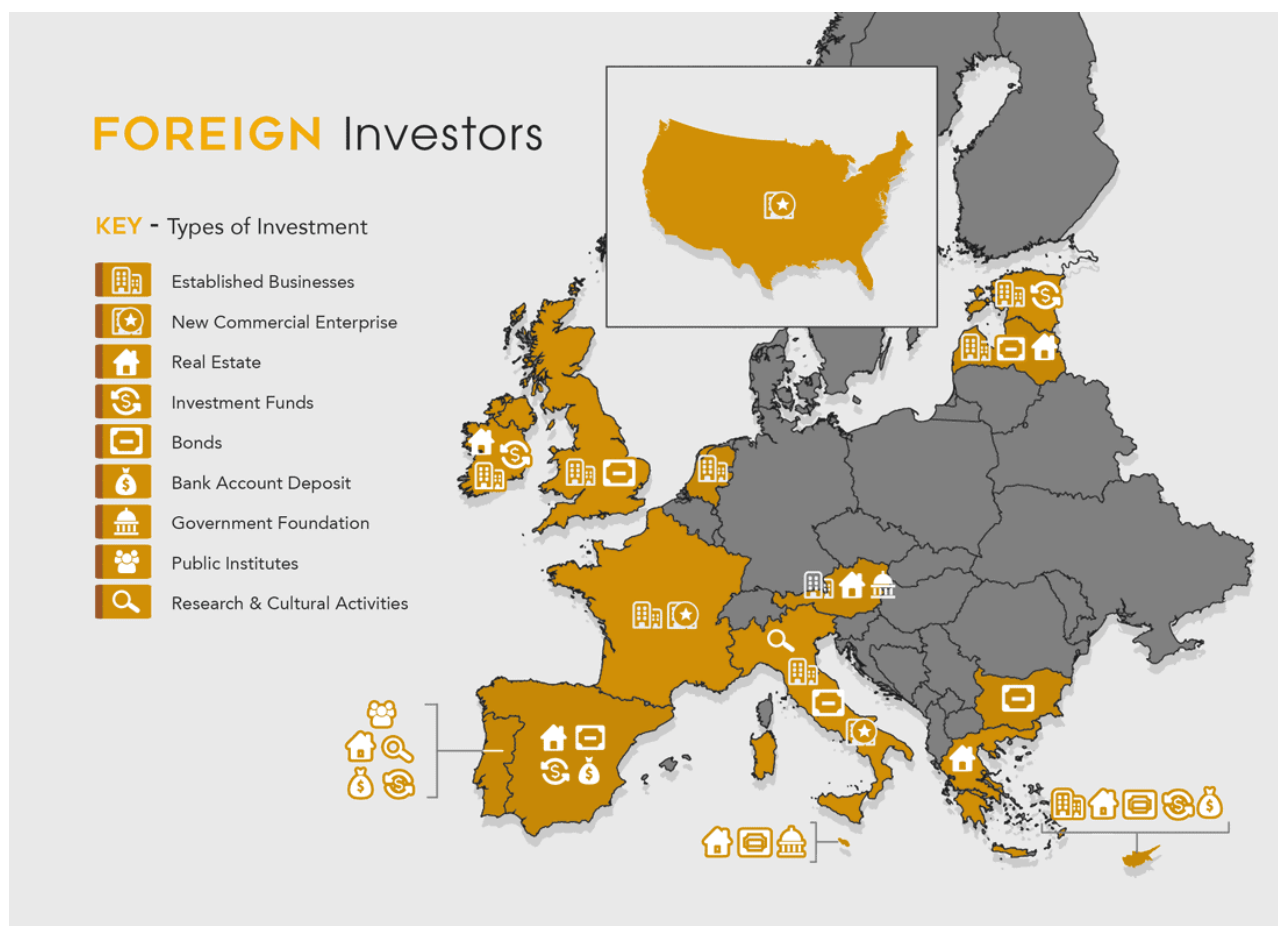 FOREIGN Investors
KEY - Types of Investment
Established Businesses
New Commercial Enterprise
Real Estate
Investment Funds
Bonds
Bank Account Deposit
Government Foundation
Public Institutes
Research & Cultural Activities